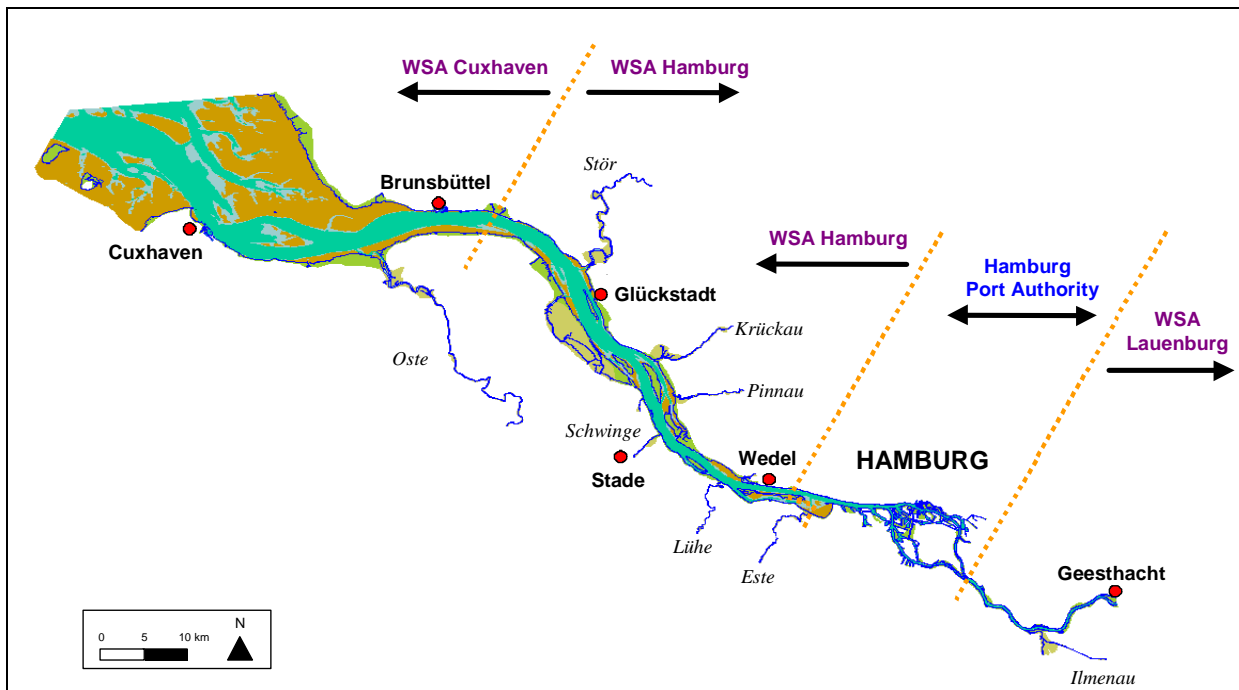 WSA Cuxhaven
WSA Hamburg
Stör
Brunsbüttel
Cuxhaven
WSA Hamburg
Hamburg
Port Authority
Glückstadt
WSA
Lauenburg
Krückau
Oste
Pinnau
Schwinge
Stade
Wedel
HAMBURG
Lühe
Este
Geesthacht
Ilmenau
0 5 10 km
N